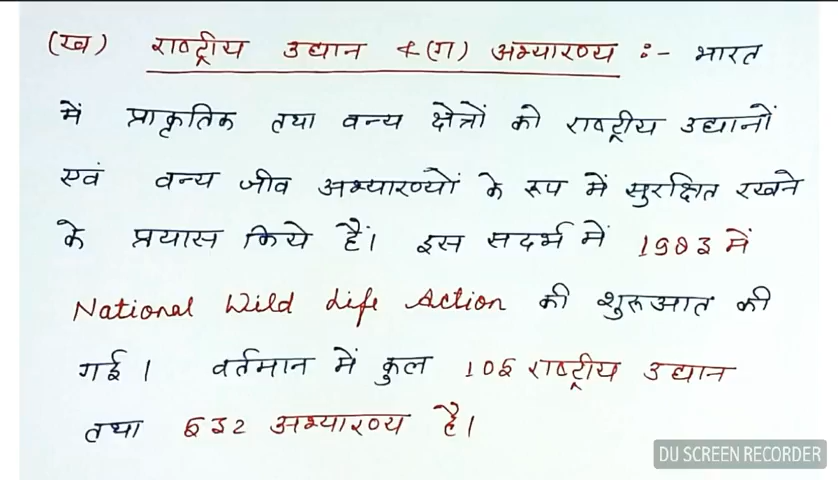 (ख) राष्ट्रीय उद्यान & (ग) अभ्यारण्य :- भारत
में प्राकृतिक तथा वन्य क्षेत्रों को राष्ट्रीय उद्यानों
एवं वन्य जीव अभ्यारण्यों के रूप में सुरक्षित रखने
के प्रयास किये हैं। इस सदर्भ में 1983 में
National Wild Life Action की शुरूआत की
गई। वर्तमान में कुल 105 राष्ट्रीय उद्यान
तथा 532 अभ्यारण्य है।
DU SCREEN RECORDER